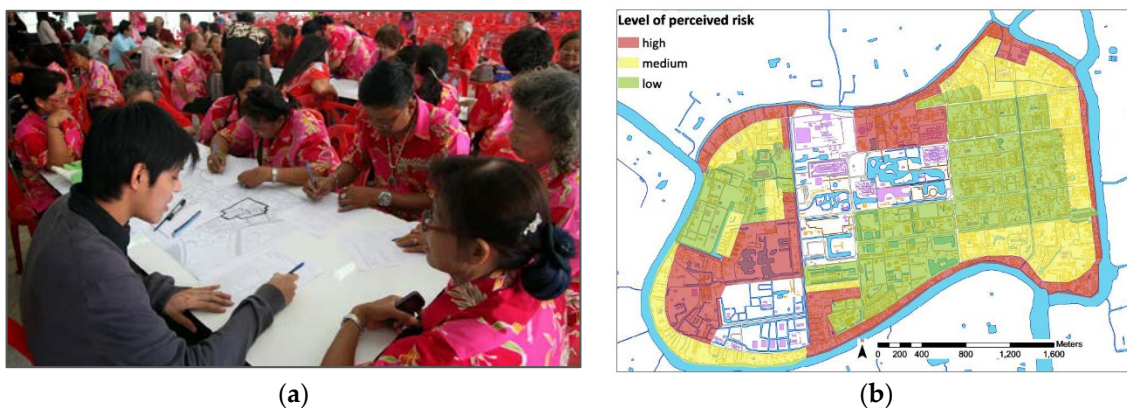 Level of perceived risk
high
medium
low
Meters
0 200 400 800 1,200 1,600
(a)
(b)